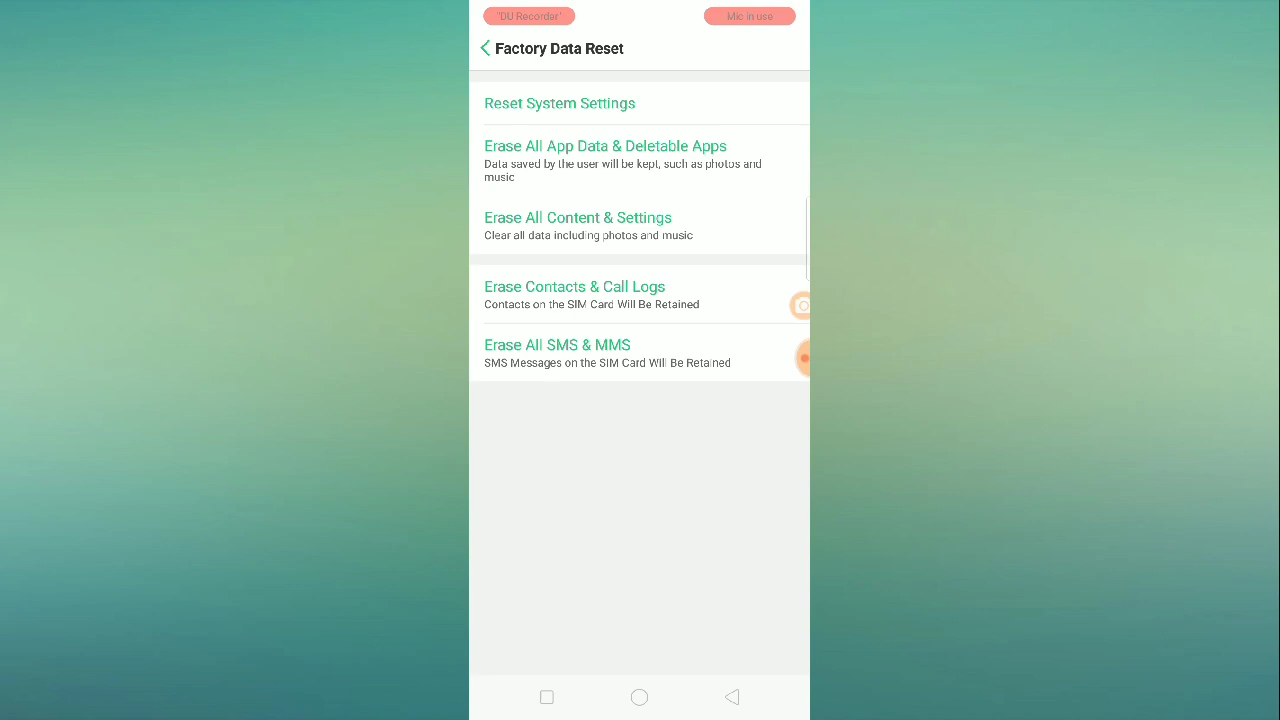 "DU Recorder"
Mic in use
Factory Data Reset
Reset System Settings
Erase All App Data & Deletable Apps
Data saved by the user will be kept, such as photos and
music
Erase All Content & Settings
Clear all data including photos and music
Erase Contacts & Call Logs
Contacts on the SIM Card Will Be Retained
Erase All SMS & MMS
SMS Messages on the SIM Card Will Be Retained